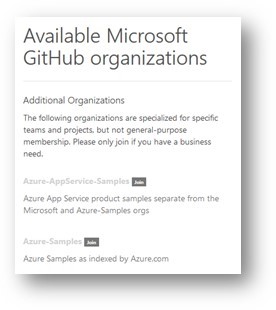 Available Microsoft
GitHub organizations
Additional Organizations
The following organizations are specialized for specific
teams and projects, but not general-purpose
membership. Please only join if you have a business
need.
Azure-AppService-Samples Join
Azure App Service product samples separate from the
Microsoft and Azure-Samples orgs
Azure-Samples Join
Azure Samples as indexed by Azure.com